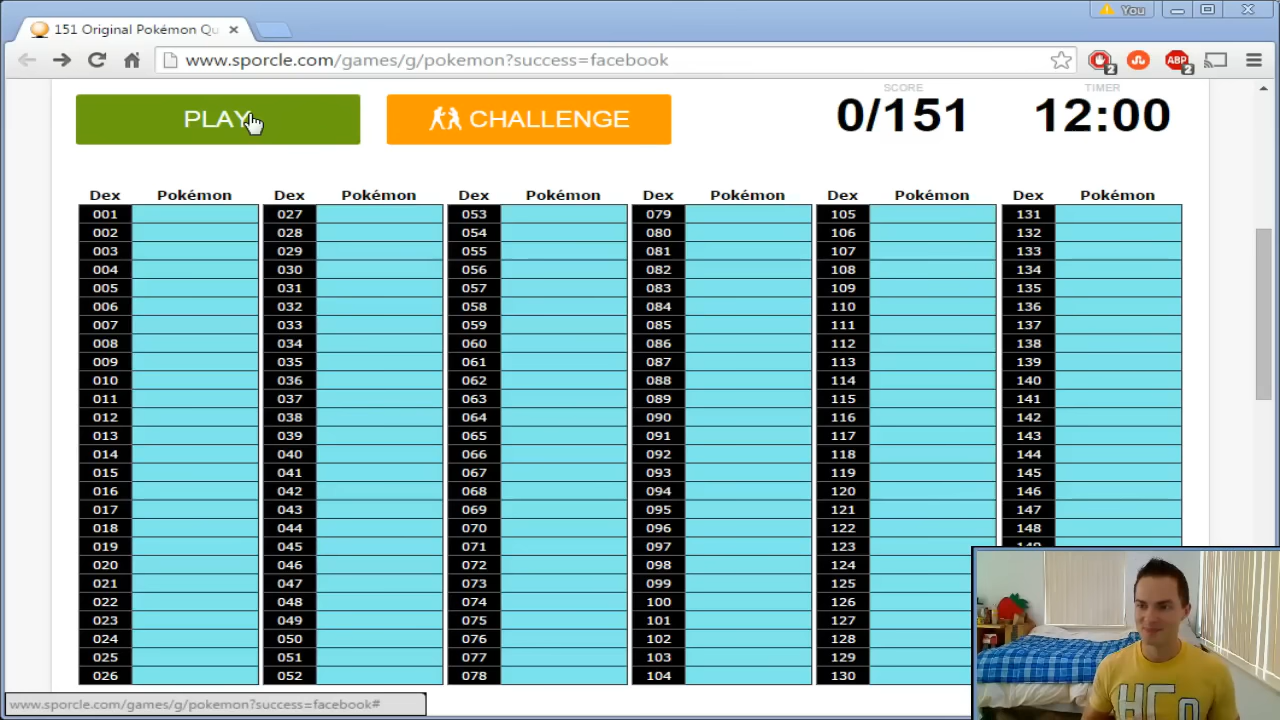 You
151 Original Pokémon Qu
www.sporcle.com/games/g/pokemon?success=facebook
2
ABP
2
PLAY
CHALLENGE
SCORE
0/151
TIMER
12:00
Dex Pokémon Dex Pokémon Dex Pokémon Dex Pokémon Dex Pokémon Dex Pokémon
001 027 053 079 105 131
002 028 054 080 106 132
003 029 055 081 107 133
004 030 056 082 108 134
005 031 057 083 109 135
006 032 058 084 110 136
007 033 059 085 111 137
008 034 060 086 112 138
009 035 061 087 113 139
010 036 062 088 114 140
011 037 063 089 115 141
012 038 064 090 116 142
013 039 065 091 117 143
014 040 066 092 118 144
015 041 067 093 119 145
016 042 068 094 120 146
017 043 069 095 121 147
018 044 070 096 122 148
019 045 071 097 123 149
020 046 072 098 124
021 047 073 099 125
022 048 074 100 126
023 049 075 101 127
024 050 076 102 128
025 051 077 103 129
026 052 078 104 130
www.sporcle.com/games/g/pokemon?success=facebook#